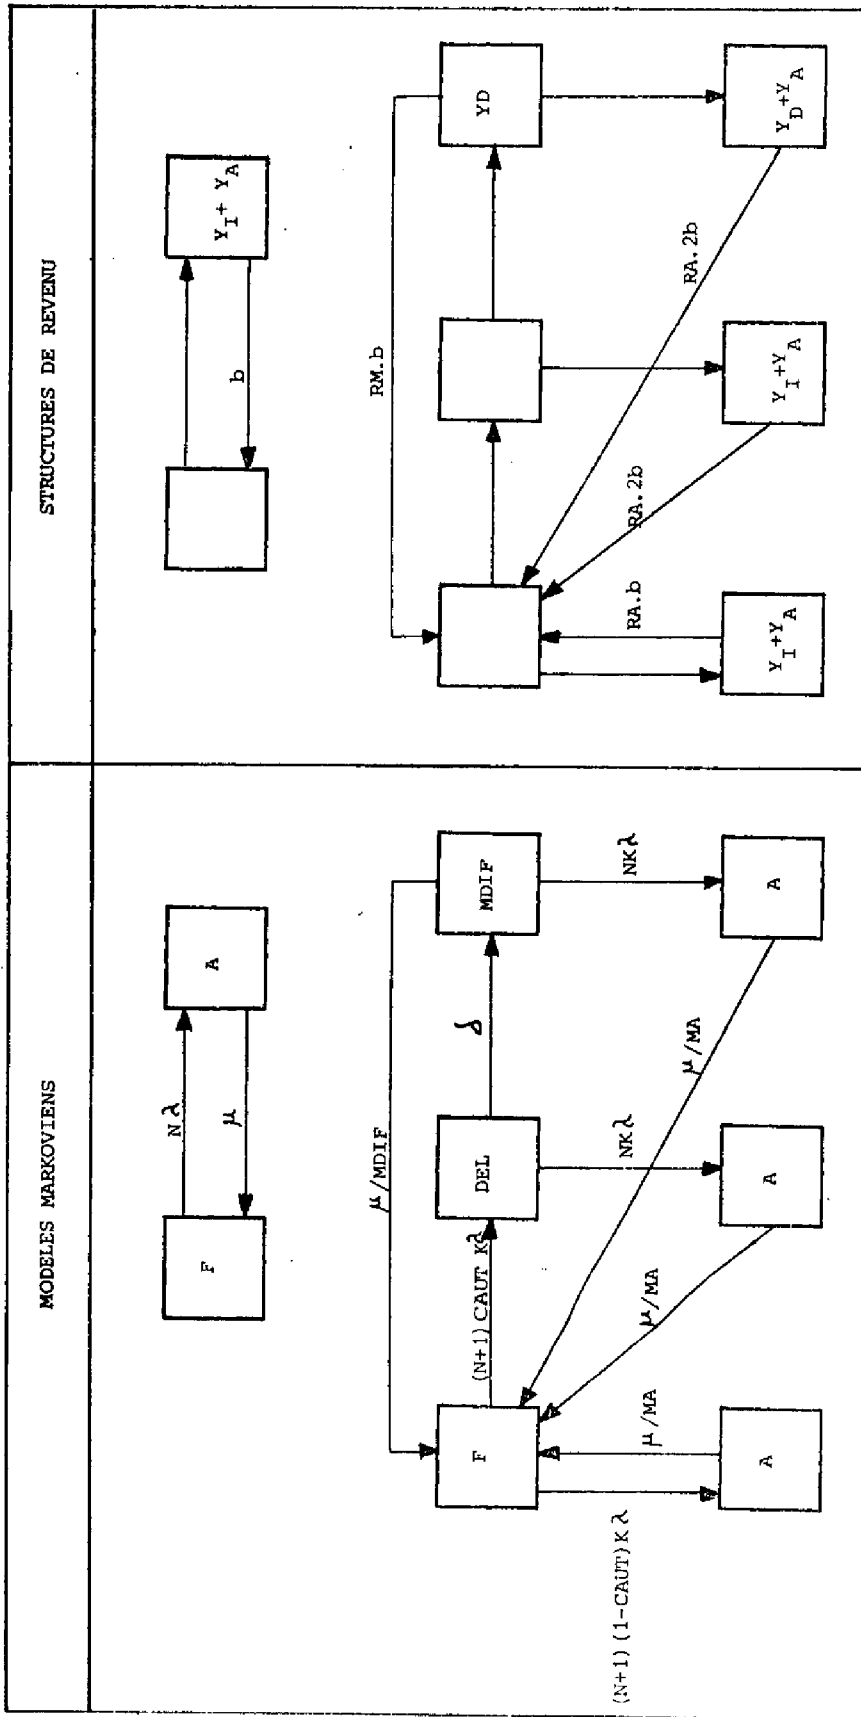 MODELES MARKOVIENS
STRUCTURES DE REVENU
F
Nλ
μ
A
b
Y_I + Y_A
μ/MDIF
F
(N+1) CAUT Kλ
DEL
δ
MDIF
(N+1) (1-CAUT) K λ
μ/MA
μ/MA
NKλ
μ/MA
NKλ
A
A
A
RM.b
YD
RA.b
RA.2b
RA.2b
Y_I+Y_A
Y_I+Y_A
Y_D+Y_A